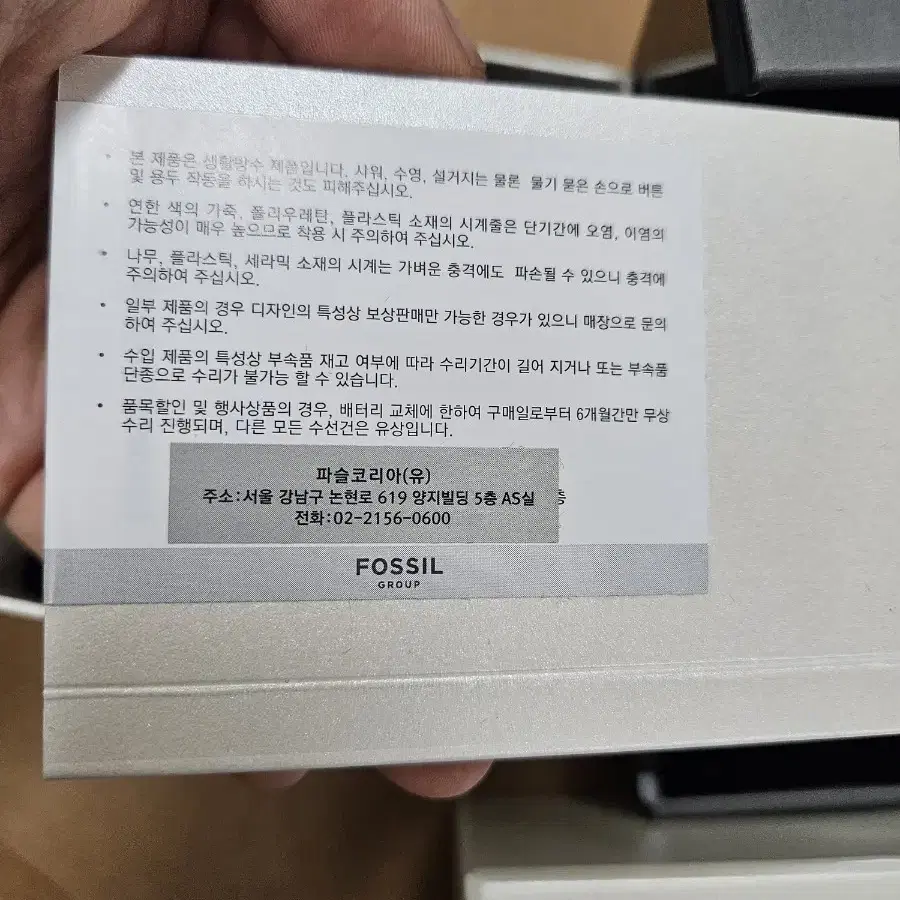 • 본 제품은 생활방수 제품입니다. 샤워, 수영, 설거지는 물론 물기 묻은 손으로 버튼
및 용두 작동을 하시는 것도 피해주십시오.
• 연한 색의 가죽, 폴리우레탄, 플라스틱 소재의 시계줄은 단기간에 오염, 이염의
가능성이 매우 높으므로 착용 시 주의하여 주십시오.
• 나무, 플라스틱, 세라믹 소재의 시계는 가벼운 충격에도 파손될 수 있으니 충격에
주의하여 주십시오.
• 일부 제품의 경우 디자인의 특성상 보상판매만 가능한 경우가 있으니 매장으로 문의
하여 주십시오.
• 수입 제품의 특성상 부속품 재고 여부에 따라 수리기간이 길어 지거나 또는 부속품
단종으로 수리가 불가능 할 수 있습니다.
• 품목할인 및 행사상품의 경우, 배터리 교체에 한하여 구매일로부터 6개월간만 무상
수리 진행되며, 다른 모든 수선건은 유상입니다.
파슬코리아(유)
주소:서울 강남구 논현로 619 양지빌딩 5층 AS실 층
전화:02-2156-0600
FOSSIL
GROUP